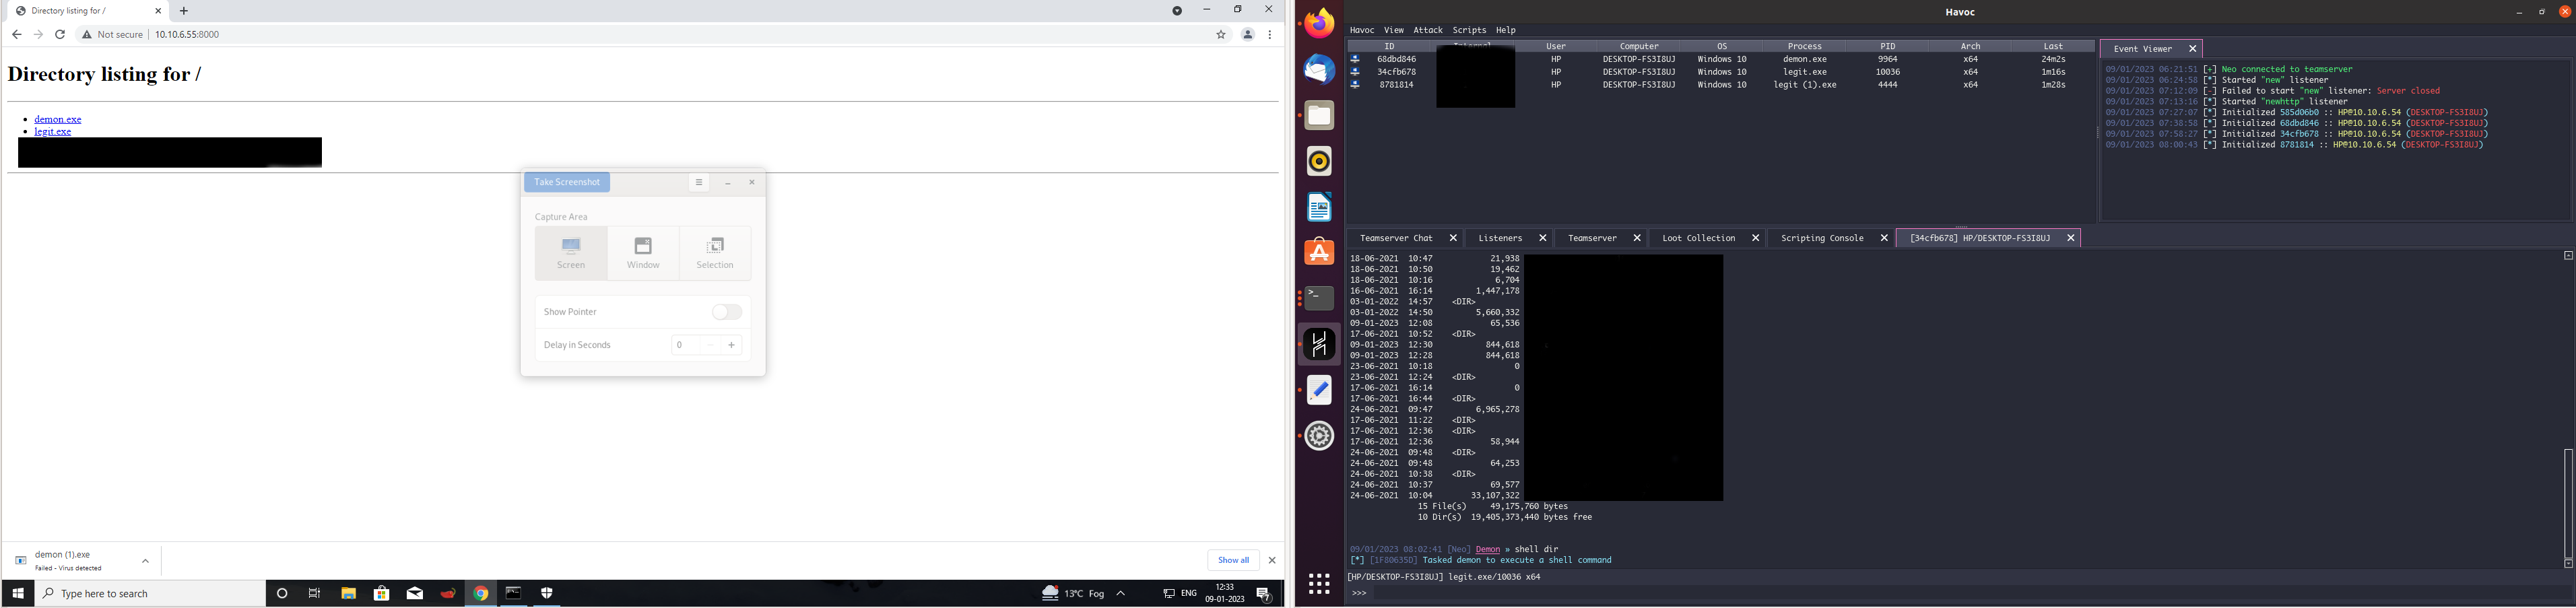 Directory listing for /
Not secure
10.10.6.55:8000
Directory listing for /
demon.exe
legit.exe
Take Screenshot
Capture Area
Screen
Window
Selection
Show Pointer
Delay in Seconds
0
demon (1).exe
Failed - Virus detected
Show all
Type here to search
13°C Fog
ENG
12:33
09-01-2023
7
Havoc
Havoc View Attack Scripts Help
ID User Computer OS Process PID Arch Last
68dbd846 HP DESKTOP-FS3I8UJ Windows 10 demon.exe 9964 x64 24m2s
34cfb678 HP DESKTOP-FS3I8UJ Windows 10 legit.exe 10036 x64 1m16s
8781814 HP DESKTOP-FS3I8UJ Windows 10 legit (1).exe 4444 x64 1m28s
Event Viewer
09/01/2023 06:21:51 [+] Neo connected to teamserver
09/01/2023 06:24:58 [*] Started "new" listener
09/01/2023 07:12:09 [-] Failed to start "new" listener: Server closed
09/01/2023 07:13:16 [*] Started "newhttp" listener
09/01/2023 07:27:07 [*] Initialized 585d06b0 :: HP@10.10.6.54 (DESKTOP-FS3I8UJ)
09/01/2023 07:38:58 [*] Initialized 68dbd846 :: HP@10.10.6.54 (DESKTOP-FS3I8UJ)
09/01/2023 07:58:27 [*] Initialized 34cfb678 :: HP@10.10.6.54 (DESKTOP-FS3I8UJ)
09/01/2023 08:00:43 [*] Initialized 8781814 :: HP@10.10.6.54 (DESKTOP-FS3I8UJ)
Teamserver Chat
Listeners
Teamserver
Loot Collection
Scripting Console
[34cfb678] HP/DESKTOP-FS3I8UJ
18-06-2021 10:47 21,938
18-06-2021 10:50 19,462
18-06-2021 10:16 6,704
16-06-2021 16:14 1,447,178
03-01-2022 14:57 <DIR>
03-01-2022 14:50 5,660,332
09-01-2023 12:08 65,536
17-06-2021 10:52 <DIR>
09-01-2023 12:30 844,618
09-01-2023 12:28 844,618
23-06-2021 10:18 0
23-06-2021 12:24 <DIR>
17-06-2021 16:14 0
17-06-2021 16:44 <DIR>
24-06-2021 09:47 6,965,278
17-06-2021 11:22 <DIR>
17-06-2021 12:36 <DIR>
17-06-2021 12:36 58,944
24-06-2021 09:48 <DIR>
24-06-2021 09:48 64,253
24-06-2021 10:38 <DIR>
24-06-2021 10:37 69,577
24-06-2021 10:04 33,107,322
15 File(s) 49,175,760 bytes
10 Dir(s) 19,405,373,440 bytes free
09/01/2023 08:02:41 [Neo] Demon » shell dir
[*] [1F80635D] Tasked demon to execute a shell command
[HP/DESKTOP-FS3I8UJ] legit.exe/10036 x64
>>>